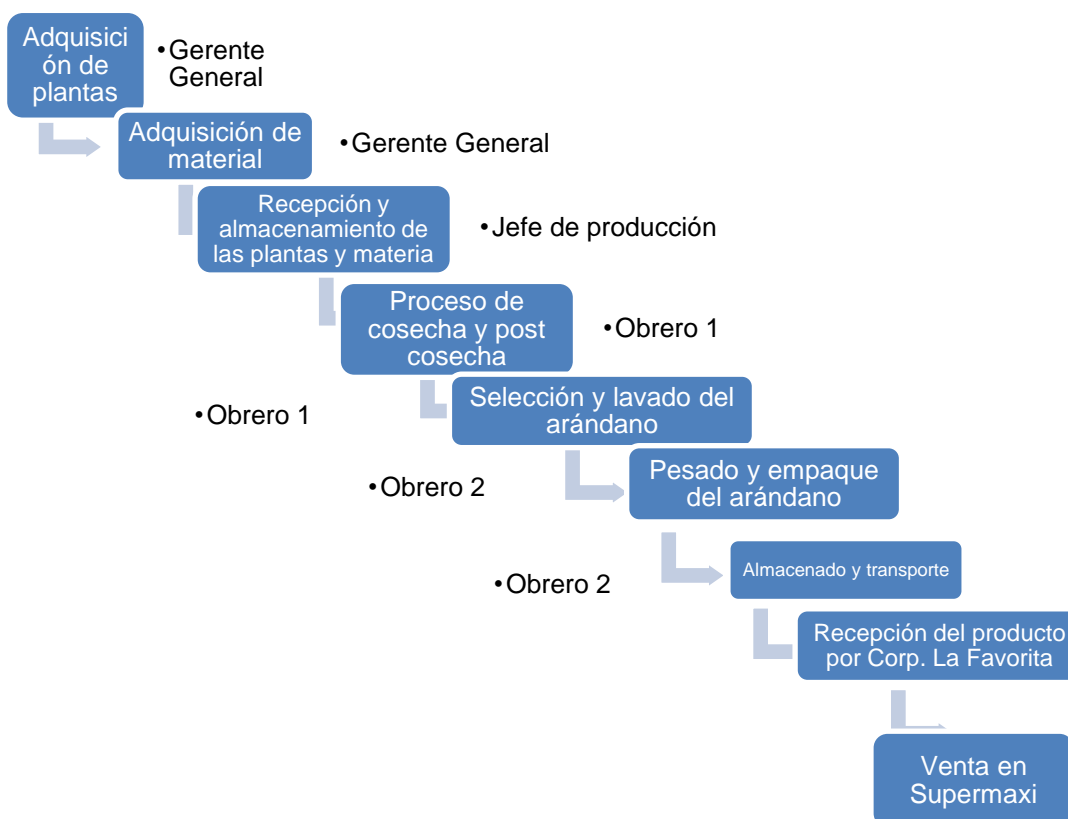 Adquisici
ón de
plantas
•Gerente
General
Adquisición de
material
•Gerente General
Recepción y
almacenamiento de
las plantas y materia
•Jefe de producción
Proceso de
cosecha y post
cosecha
•Obrero 1
Selección y lavado del
arándano
•Obrero 1
Pesado y empaque
del arándano
•Obrero 2
Almacenado y transporte
•Obrero 2
Recepción del producto
por Corp. La Favorita
Venta en
Supermaxi